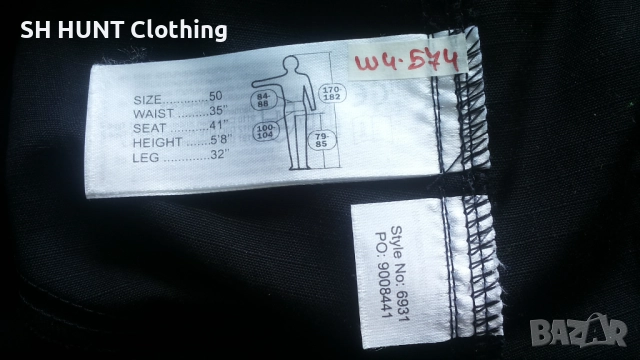 SH HUNT Clothing
W4-574
SIZE..............50
WAIST..........35"
SEAT............41"
HEIGHT........5'8"
LEG..............32"
84-88
170-182
100-104
79-85
Style No: 6931
PO: 9008441
BAZAR